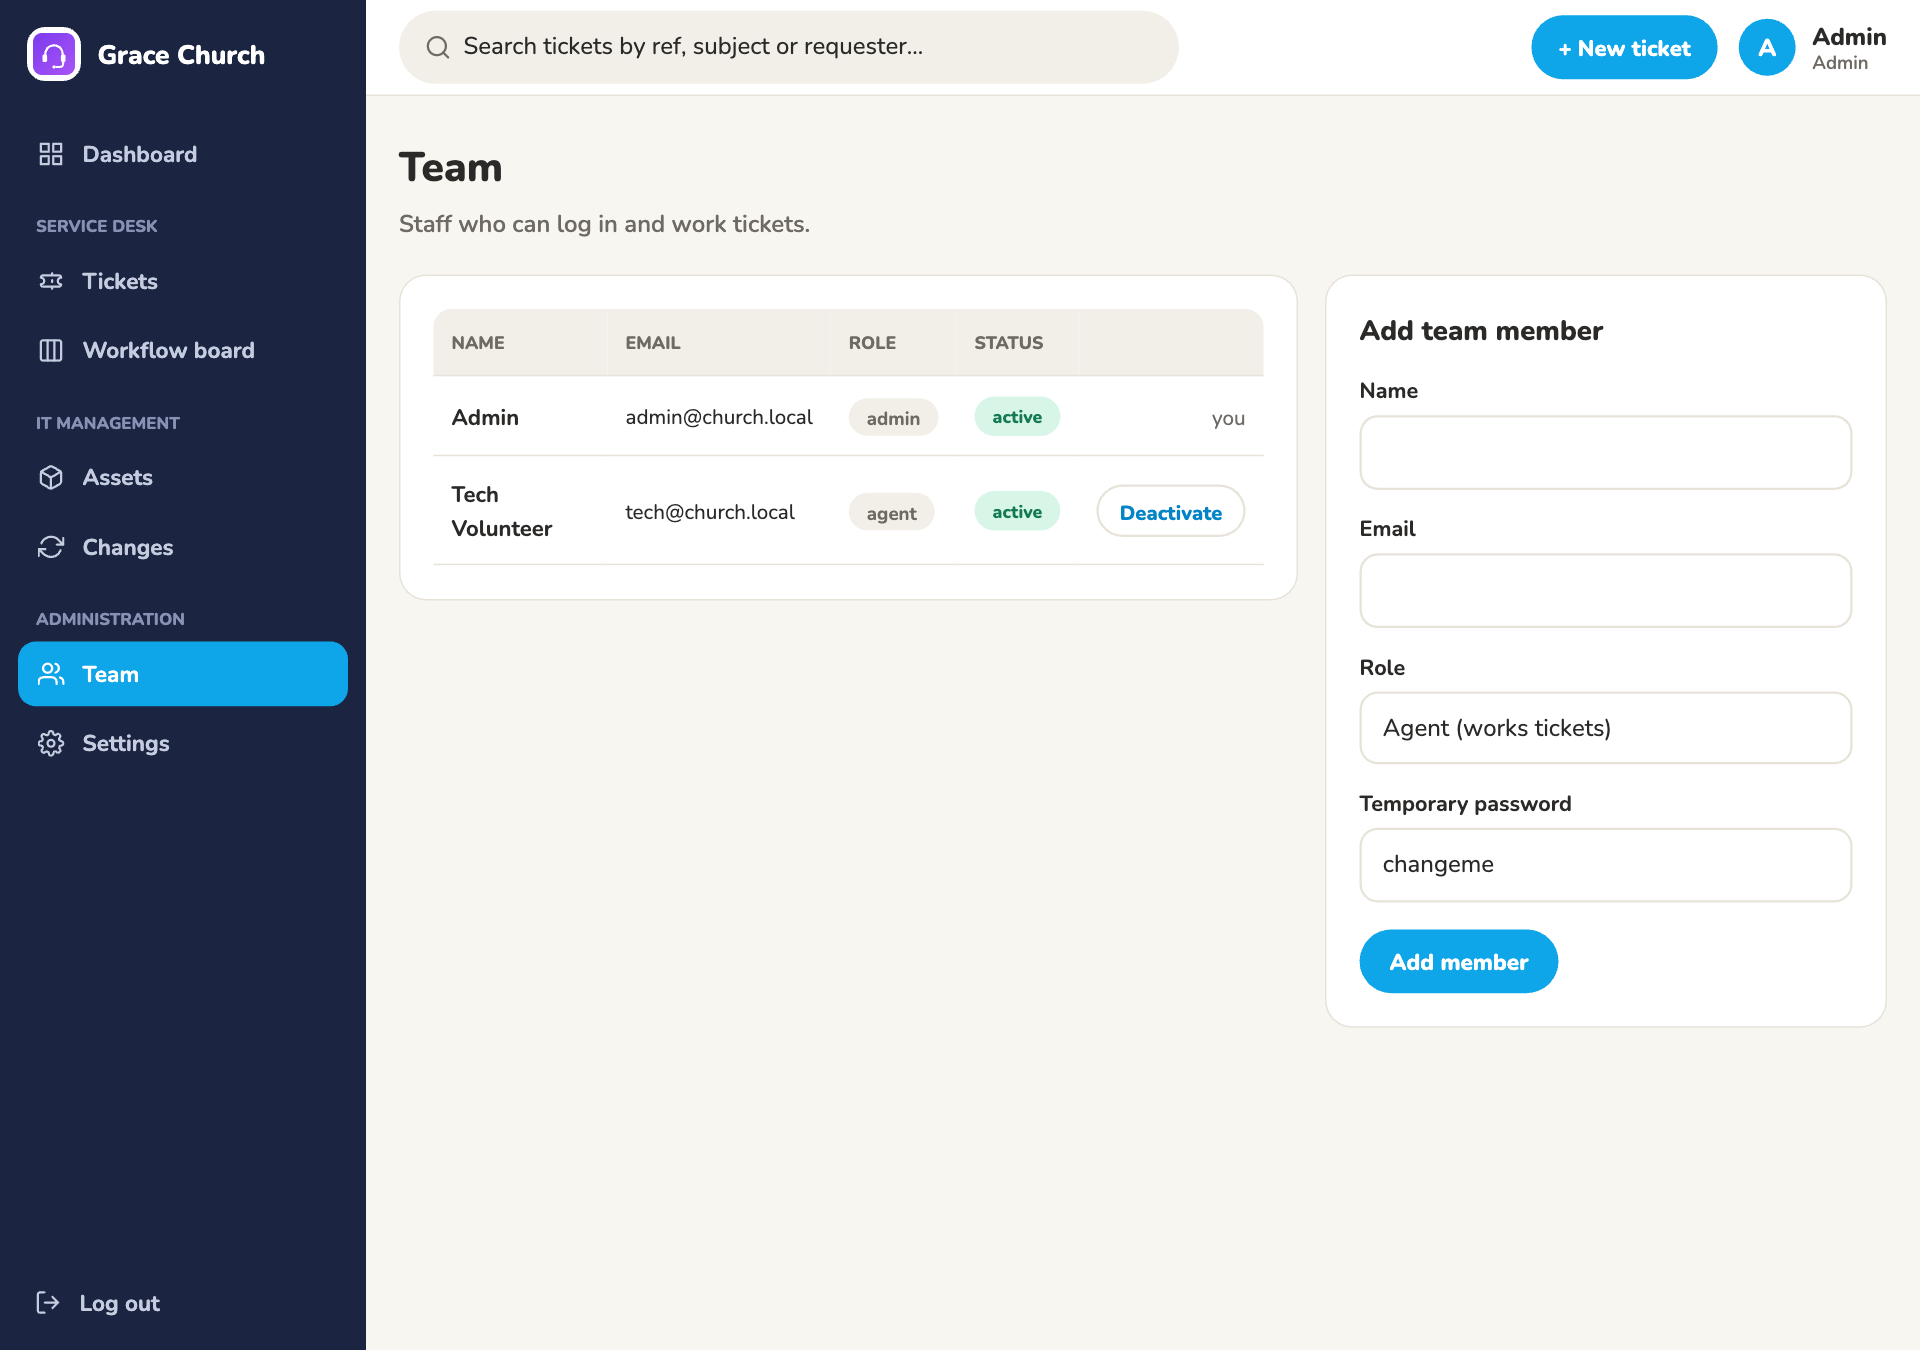 Grace Church
Dashboard
SERVICE DESK
Tickets
Workflow board
IT MANAGEMENT
Assets
Changes
ADMINISTRATION
Team
Settings
Log out
Search tickets by ref, subject or requester...
+ New ticket
A
Admin
Admin
Team
Staff who can log in and work tickets.
NAME EMAIL ROLE STATUS
Admin admin@church.local admin active you
Tech Volunteer tech@church.local agent active Deactivate
Add team member
Name
Email
Role
Agent (works tickets)
Temporary password
changeme
Add member